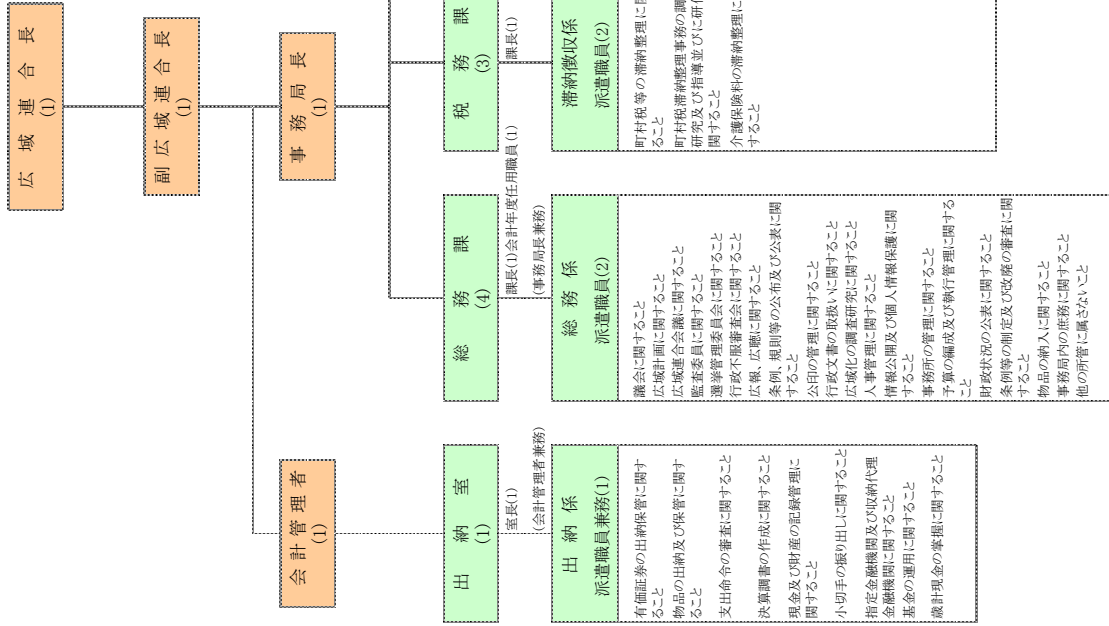 広域連合長
(1)
副広域連合長
(1)
事務局長
(1)
会計管理者
(1)
税務課
(3)
課長(1)
滞納徴収係
派遣職員(2)
町村税等の滞納整理に
ること
町村税滞納整理事務の調
研究及び指導並びに研
関すること
介護保険料の滞納整理に
すること
総務課
(4)
課長(1)会計年度任用職員(1)
(事務局長兼務)
総務係
派遣職員(2)
議会に関すること
広域計画に関すること
広域連合会議に関すること
監査委員に関すること
選挙管理委員会に関すること
行政不服審査会に関すること
広報、広聴に関すること
条例、規則等の公布及び公表に関
すること
公印の管理に関すること
行政文書の取扱いに関すること
広域化の調査研究に関すること
人事管理に関すること
情報公開及び個人情報保護に関
すること
事務所の管理に関すること
予算の編成及び執行管理に関する
こと
財政状況の公表に関すること
条例等の制定及び改廃の審査に関
すること
物品の納入に関すること
事務局内の庶務に関すること
他の所管に属さないこと
出納室
(1)
室長(1)
(会計管理者兼務)
出納係
派遣職員兼務(1)
有価証券の出納保管に関す
ること
物品の出納及び保管に関す
ること
支出命令の審査に関すること
決算調書の作成に関すること
現金及び財産の記録管理に
関すること
小切手の振り出しに関すること
指定金融機関及び収納代理
金融機関に関すること
基金の運用に関すること
歳計現金の掌握に関すること